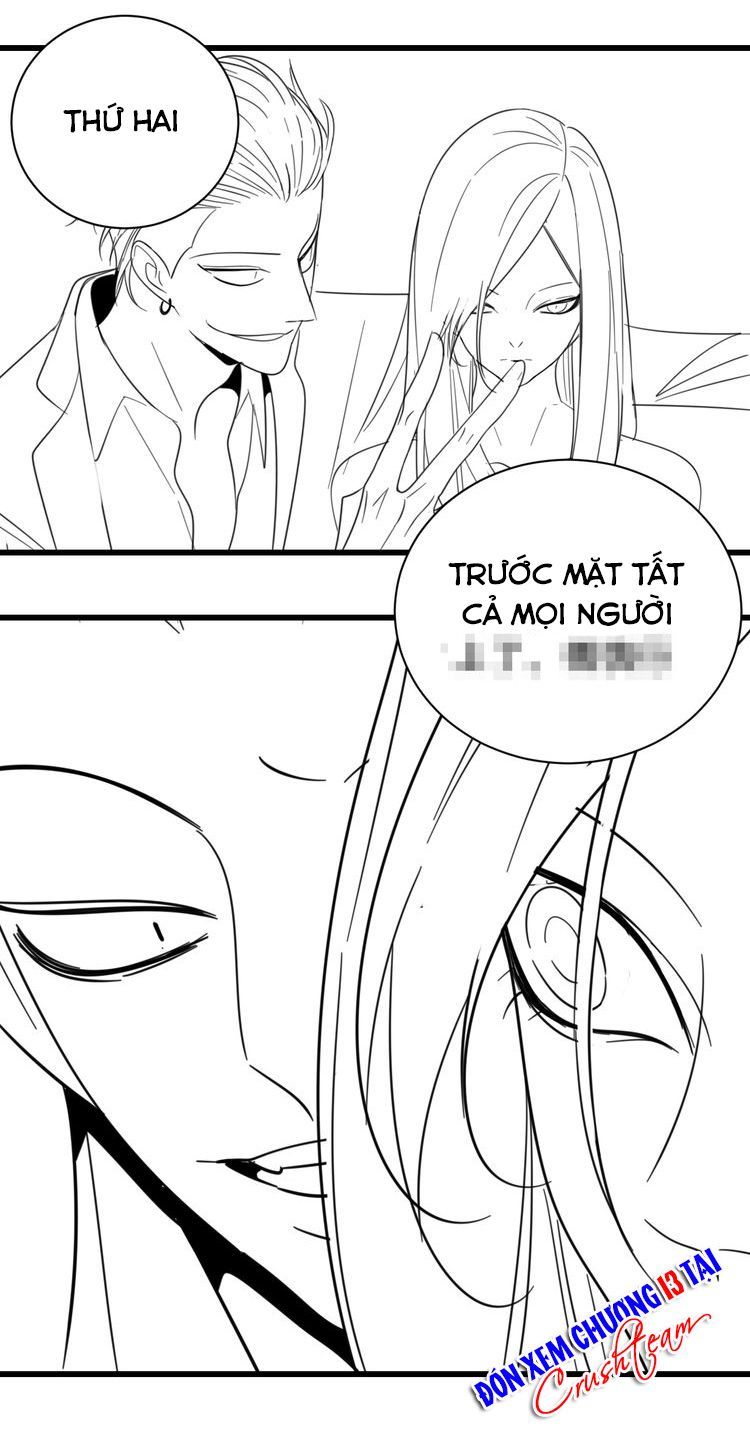 THỨ HAI
TRƯỚC MẶT TẤT
CẢ MỌI NGƯỜI
ĐÓN XEM CHƯƠNG 13 TẠI
Crushteam